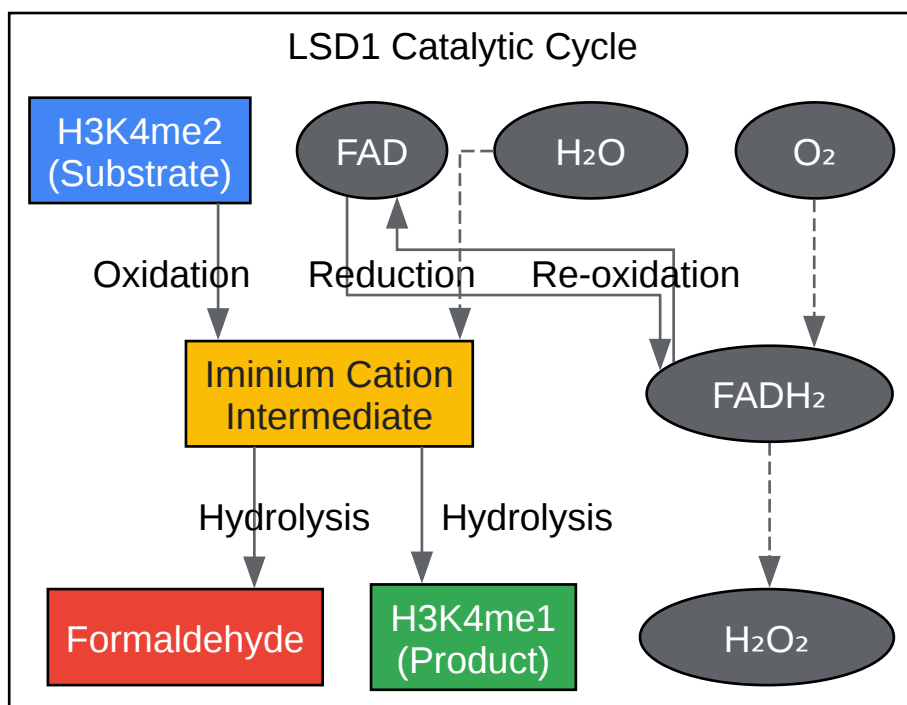 LSD1 Catalytic Cycle
H3K4me2
(Substrate)
FAD
H₂O
O₂
Oxidation
Reduction
Re-oxidation
Iminium Cation
Intermediate
FADH₂
Hydrolysis
Hydrolysis
Formaldehyde
H3K4me1
(Product)
H₂O₂